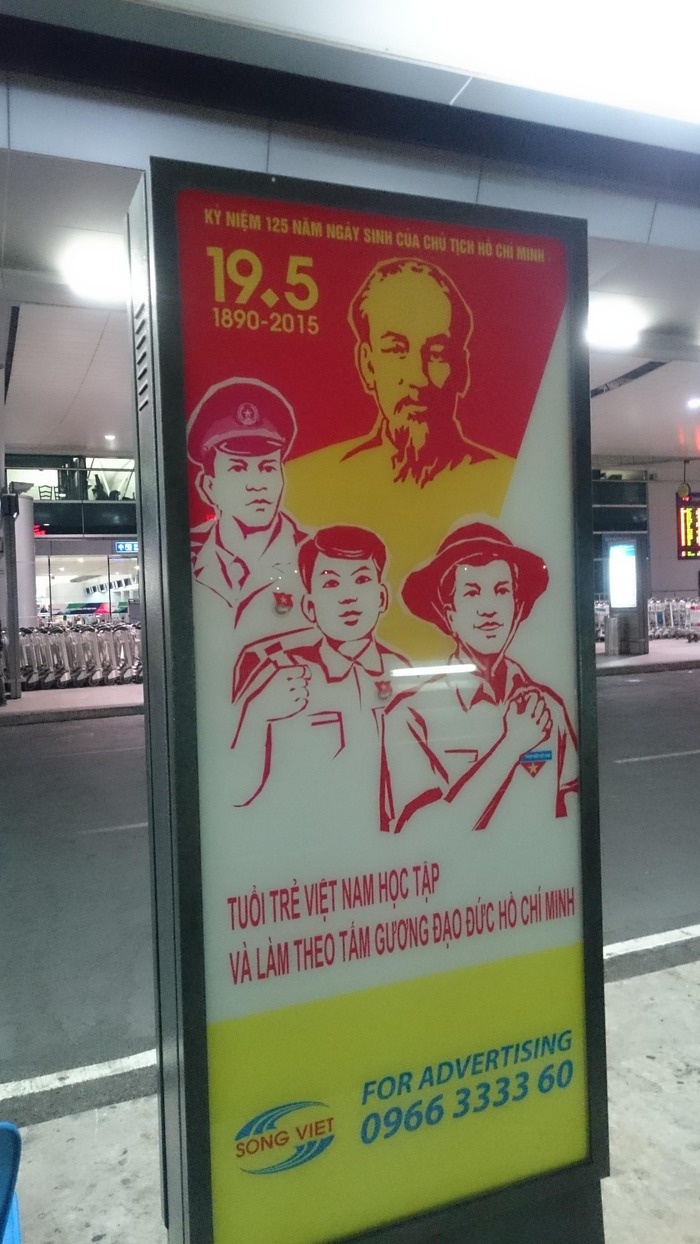 KỶ NIỆM 125 NĂM NGÀY SINH CỦA CHỦ TỊCH HỒ CHÍ MINH
19.5
1890-2015
TUỔI TRẺ VIỆT NAM HỌC TẬP
VÀ LÀM THEO TẤM GƯƠNG ĐẠO ĐỨC HỒ CHÍ MINH
FOR ADVERTISING
0966 3333 60
SONG VIET